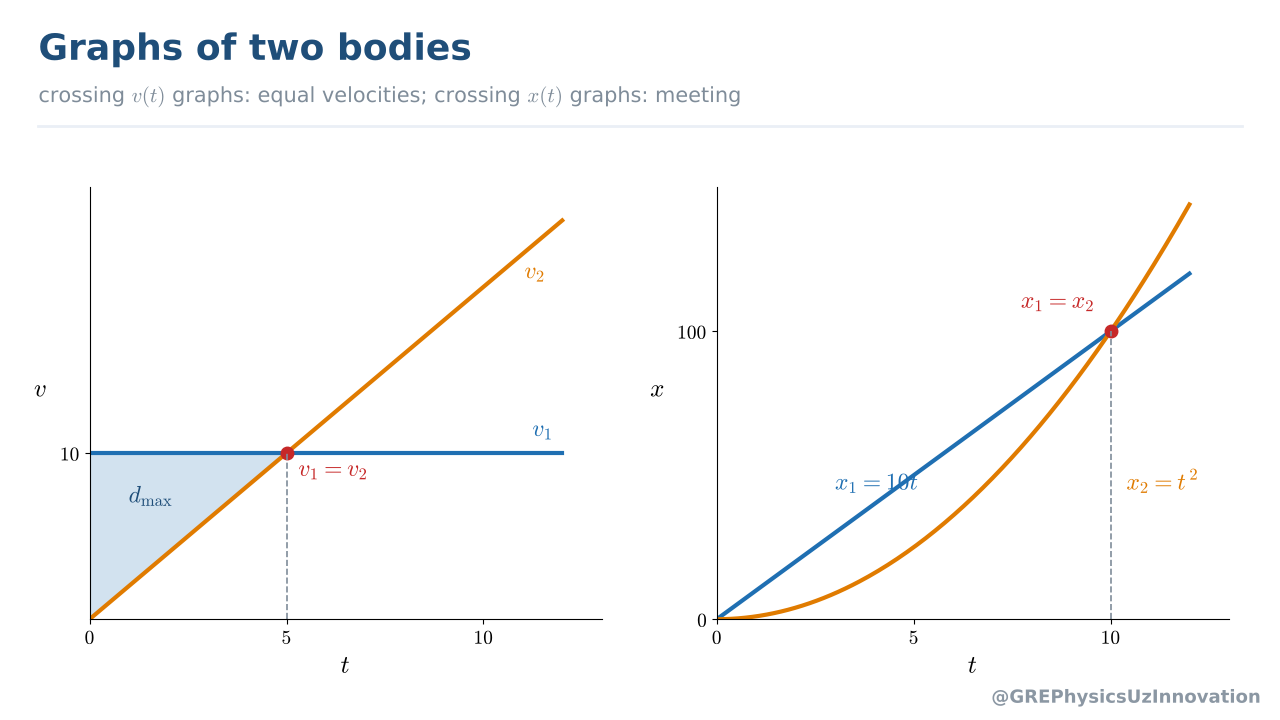 Graphs of two bodies
crossing v(t) graphs: equal velocities; crossing x(t) graphs: meeting
v
10
v₂
v₁
v₁ = v₂
d_max
0
5
10
t
x
100
0
x₁ = x₂
x₁ = 10t
x₂ = t²
0
5
10
t
@GREPhysicsUzInnovation